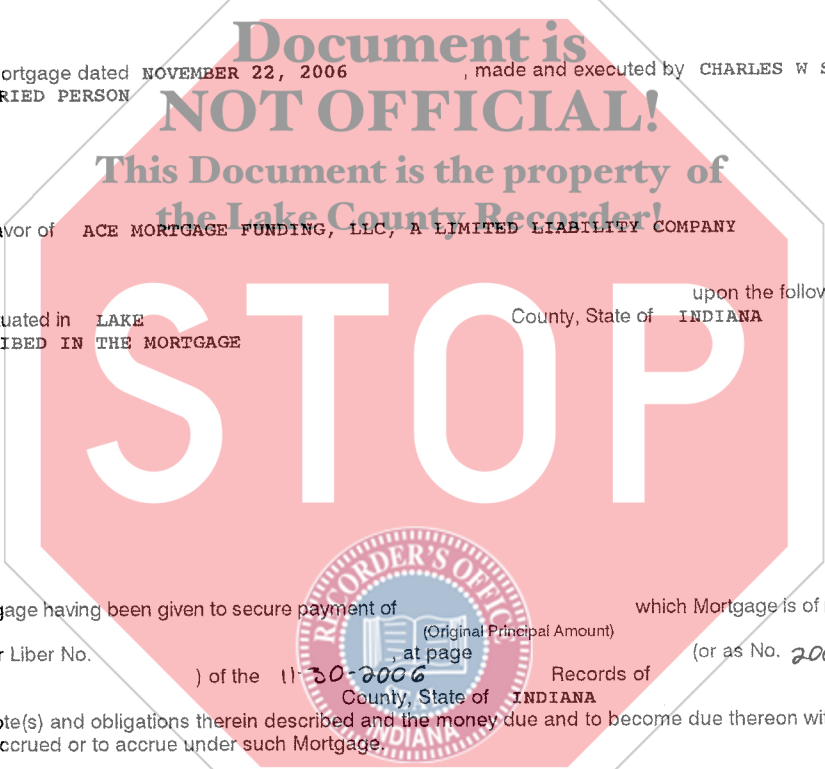 Document is
ortgage dated NOVEMBER 22, 2006 , made and executed by CHARLES W S
RIED PERSON
NOT OFFICIAL!
This Document is the property of
the Lake County Recorder!
vor of ACE MORTGAGE FUNDING, LLC, A LIMITED LIABILITY COMPANY
upon the follow
uated in LAKE County, State of INDIANA
IBED IN THE MORTGAGE
STOP
RECORDER'S OFFICE
gage having been given to secure payment of which Mortgage is of
(Original Principal Amount)
r Liber No. , at page (or as No. 200
) of the 11-30-2006 Records of
County, State of INDIANA
SEAL
INDIANA
te(s) and obligations therein described and the money due and to become due thereon wi
ccrued or to accrue under such Mortgage.